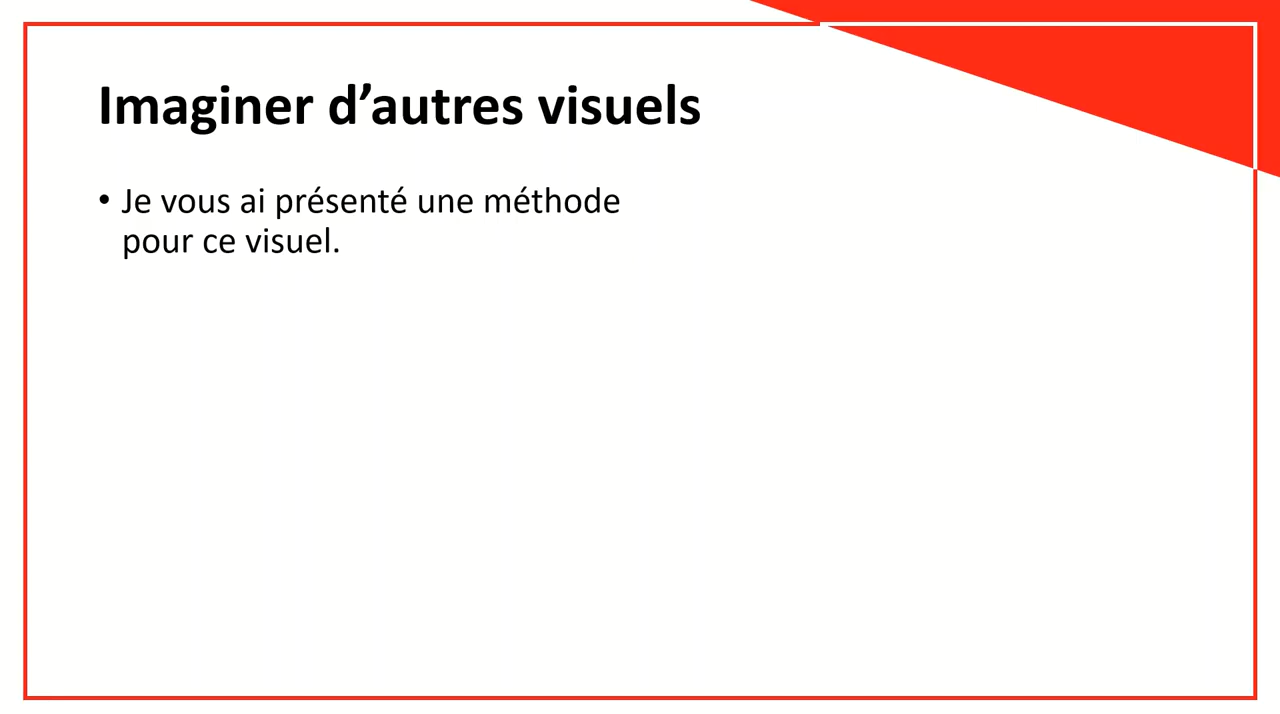 Imaginer d’autres visuels
• Je vous ai présenté une méthode
pour ce visuel.